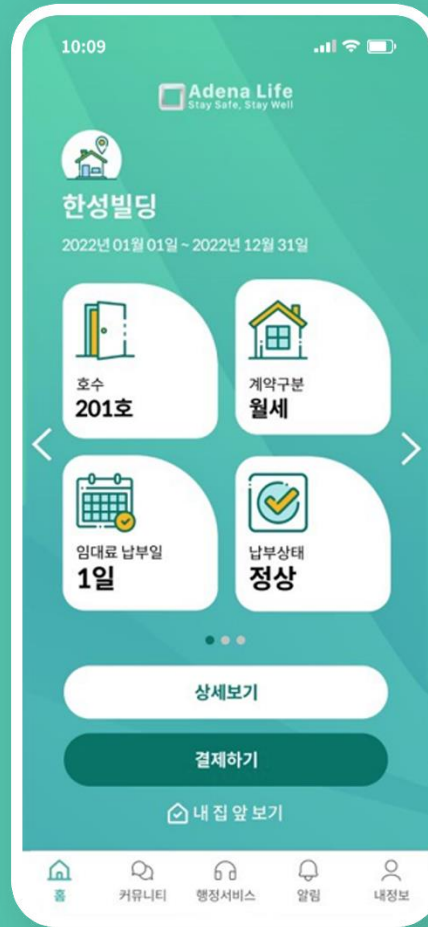 10:09
Adena Life
Stay Safe, Stay Well
한성빌딩
2022년 01월 01일 ~ 2022년 12월 31일
호수
201호
계약구분
월세
임대료 납부일
1일
납부상태
정상
상세보기
결제하기
내 집 앞 보기
홈
커뮤니티
행정서비스
알림
내정보